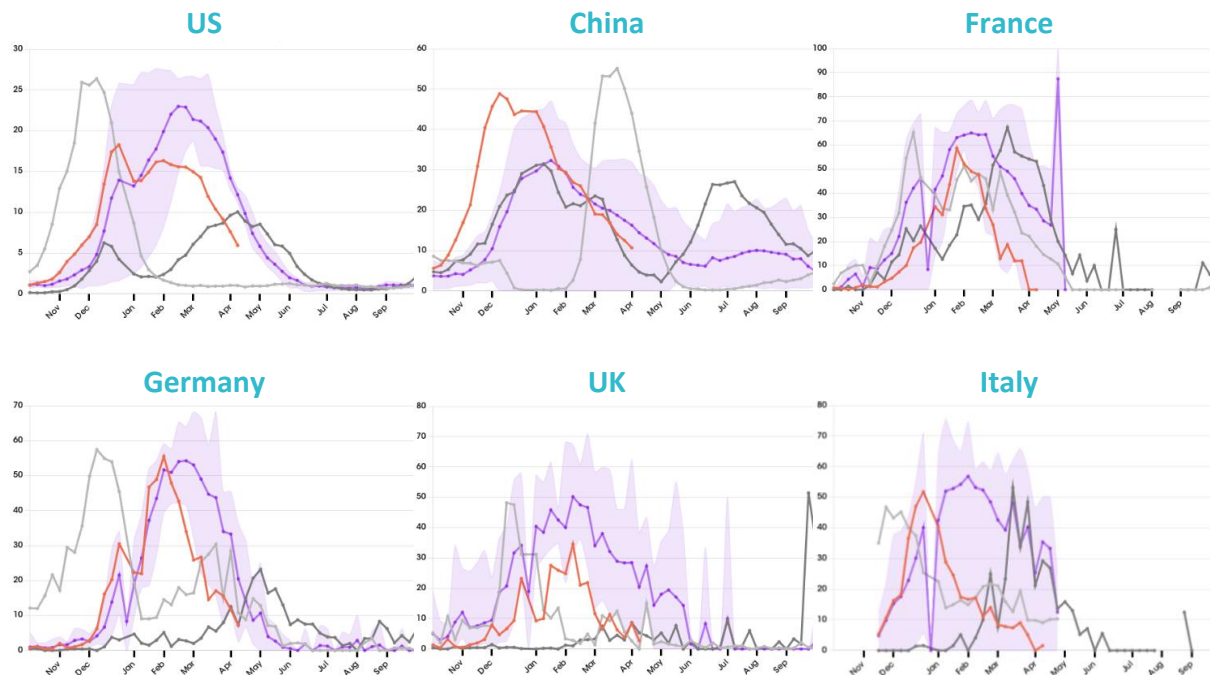 US China France
30 60 100
90
25 50 80
20 40 70
60
15 30 50
40
10 20 30
5 10 20
10
0 0 0
Nov Dec Jan Feb Mar Apr May Jun Jul Aug Sep Nov Dec Jan Feb Mar Apr May Jun Jul Aug Sep Nov Dec Jan Feb Mar Apr May Jun Jul Aug Sep
Germany UK Italy
70 80 80
60 70 70
50 60 60
40 50 50
30 40 40
20 30 30
10 20 20
0 10 10
0 0
Nov Dec Jan Feb Mar Apr May Jun Jul Aug Sep Nov Dec Jan Feb Mar Apr May Jun Jul Aug Sep Nov Dec Jan Feb Mar Apr May Jun Jul Aug Sep